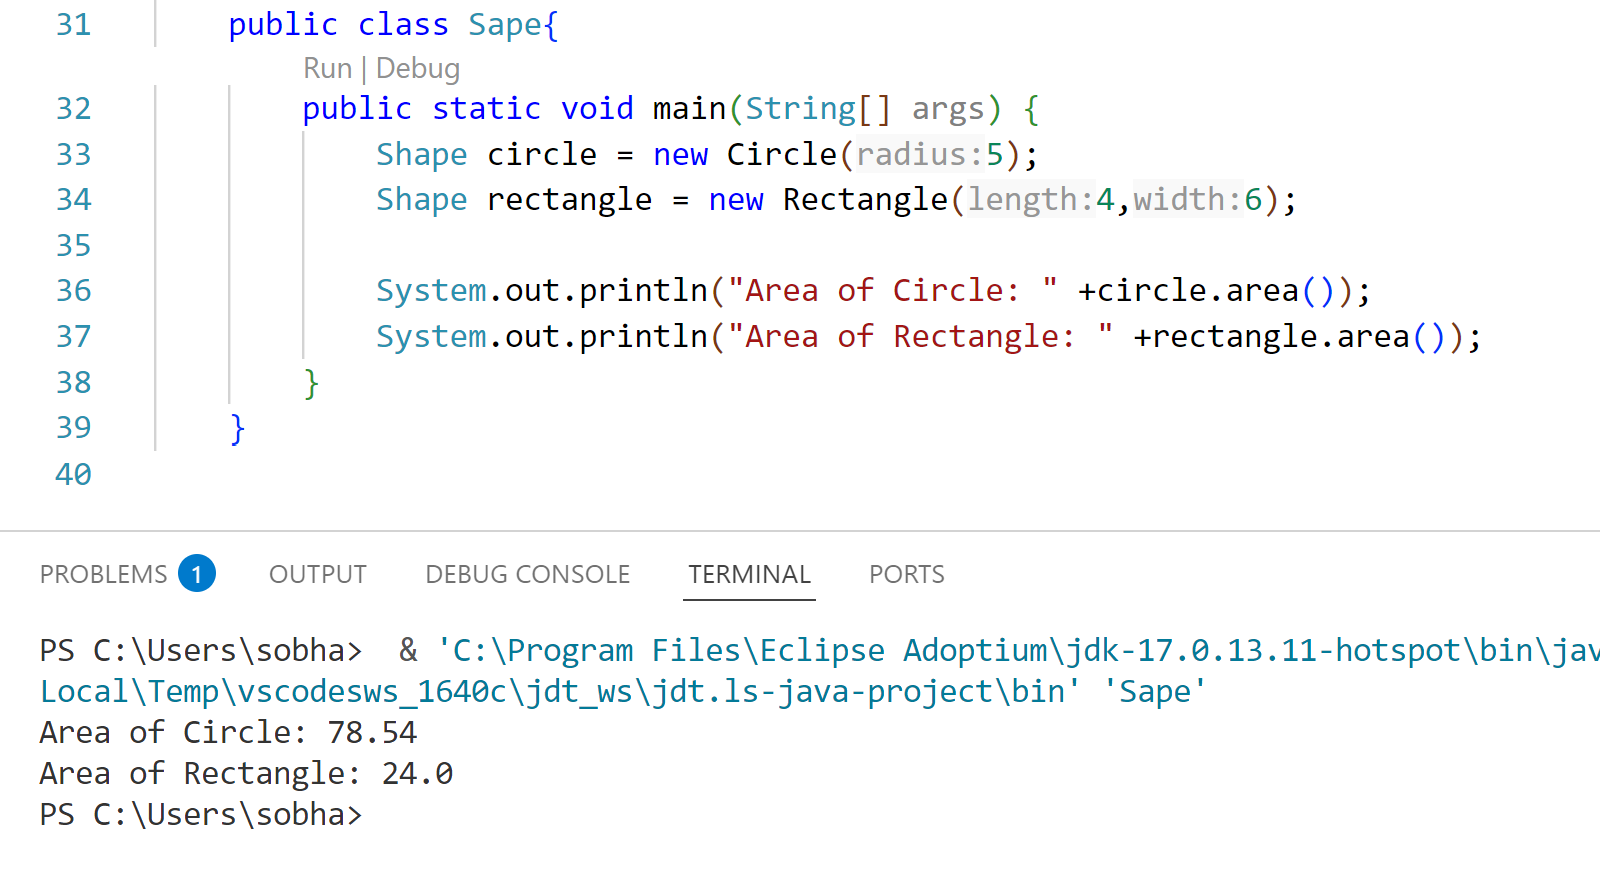 31 public class Sape{
Run | Debug
32 public static void main(String[] args) {
33 Shape circle = new Circle(radius:5);
34 Shape rectangle = new Rectangle(length:4,width:6);
35
36 System.out.println("Area of Circle: " +circle.area());
37 System.out.println("Area of Rectangle: " +rectangle.area());
38 }
39 }
40
PROBLEMS 1 OUTPUT DEBUG CONSOLE TERMINAL PORTS
PS C:\Users\sobha>  & 'C:\Program Files\Eclipse Adoptium\jdk-17.0.13.11-hotspot\bin\jav
Local\Temp\vscodesws_1640c\jdt_ws\jdt.ls-java-project\bin' 'Sape'
Area of Circle: 78.54
Area of Rectangle: 24.0
PS C:\Users\sobha>